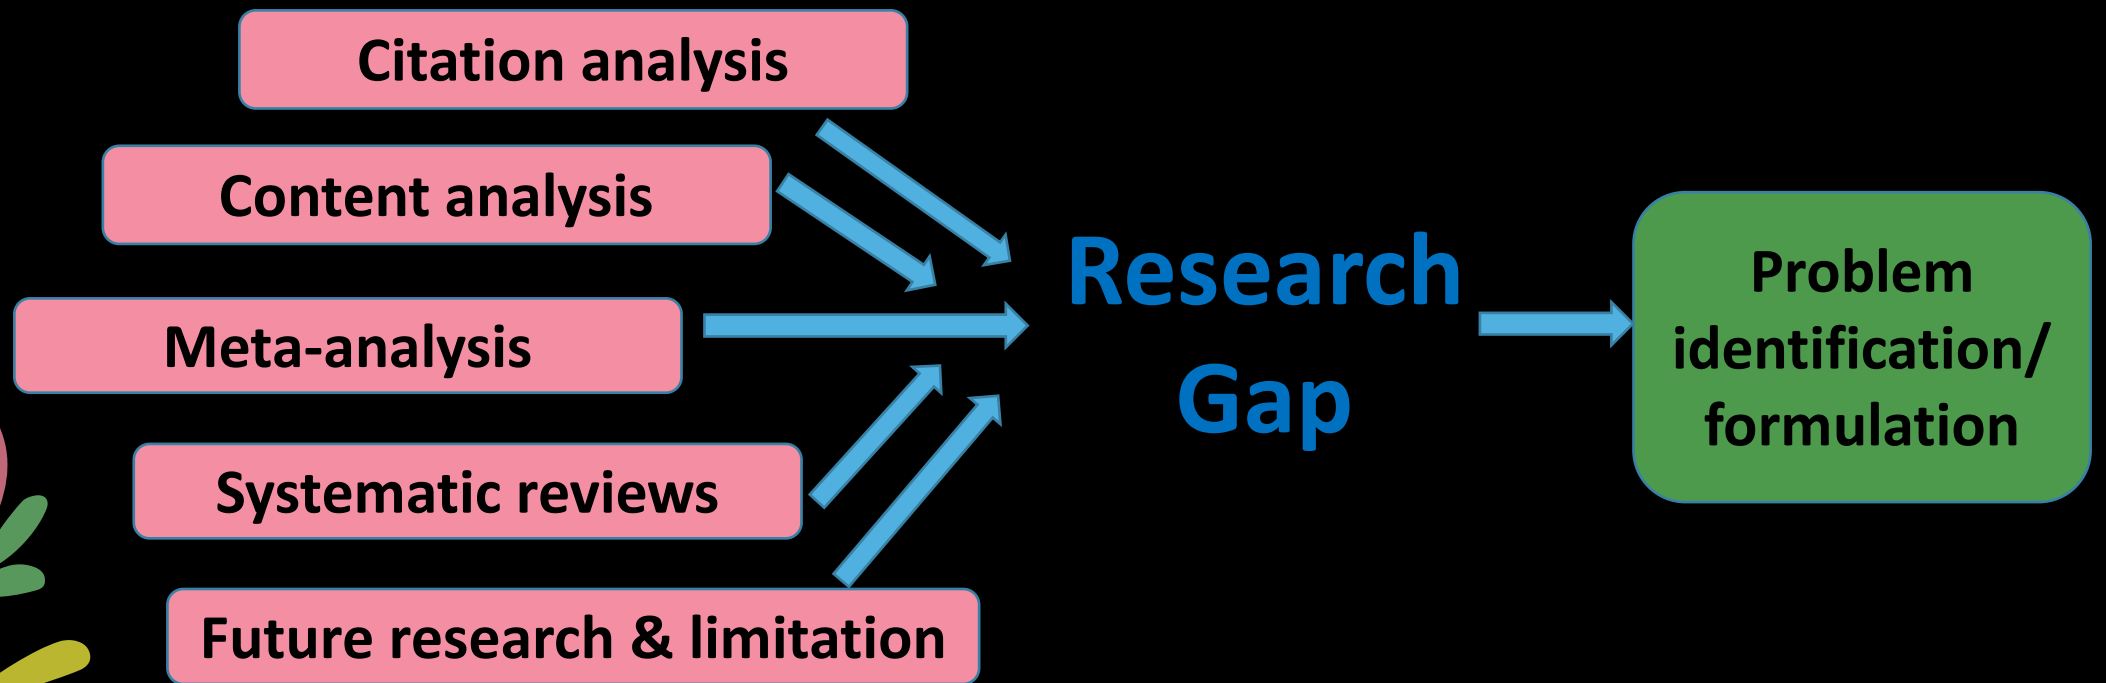 Citation analysis
Content analysis
Meta-analysis
Systematic reviews
Future research & limitation
Research
Gap
Problem
identification/
formulation